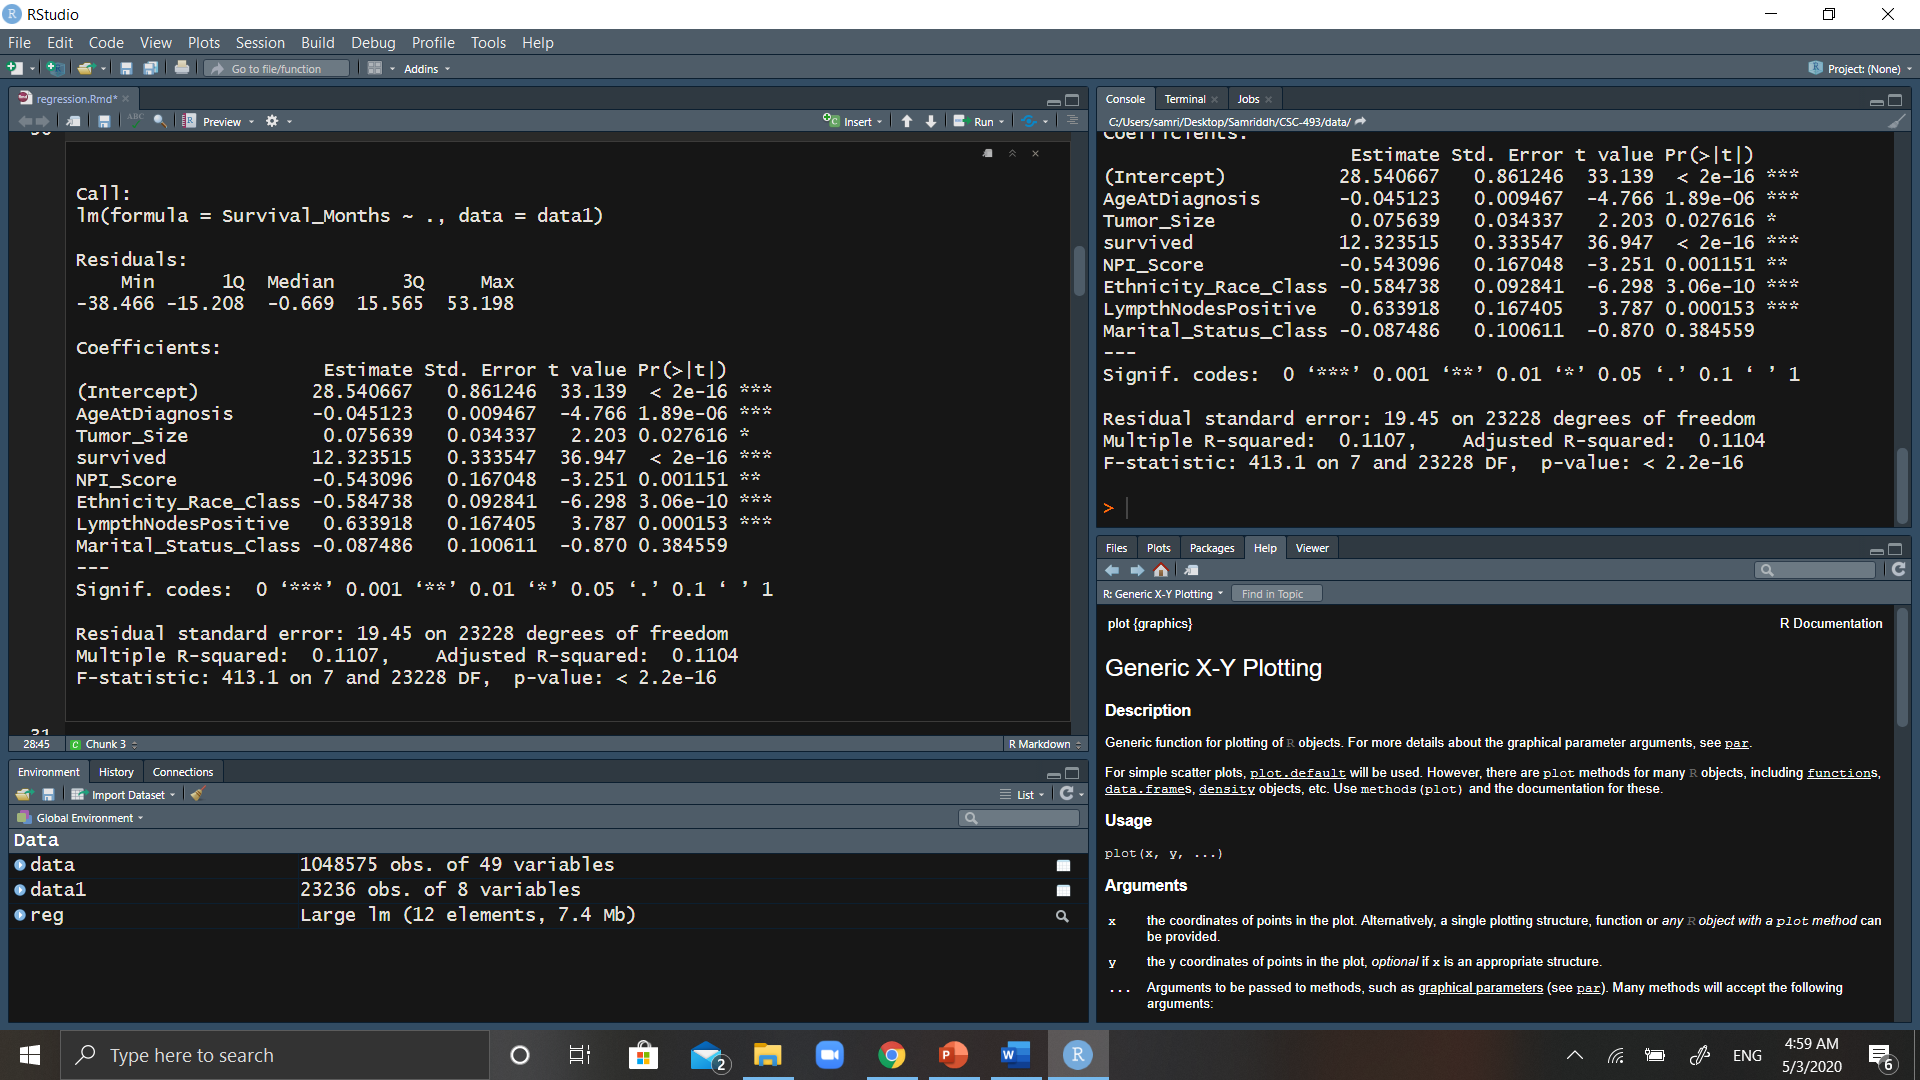 RStudio
File Edit Code View Plots Session Build Debug Profile Tools Help
Go to file/function Addins Project: (None)
regression.Rmd*
ABC Preview Insert Run
Call:
lm(formula = Survival_Months ~ ., data = data1)
Residuals:
Min 1Q Median 3Q Max
-38.466 -15.208 -0.669 15.565 53.198
Coefficients:
Estimate Std. Error t value Pr(>|t|)
(Intercept) 28.540667 0.861246 33.139 < 2e-16 ***
AgeAtDiagnosis -0.045123 0.009467 -4.766 1.89e-06 ***
Tumor_Size 0.075639 0.034337 2.203 0.027616 *
survived 12.323515 0.333547 36.947 < 2e-16 ***
NPI_Score -0.543096 0.167048 -3.251 0.001151 **
Ethnicity_Race_Class -0.584738 0.092841 -6.298 3.06e-10 ***
LympthNodesPositive 0.633918 0.167405 3.787 0.000153 ***
Marital_Status_Class -0.087486 0.100611 -0.870 0.384559
---
Signif. codes: 0 ‘***’ 0.001 ‘**’ 0.01 ‘*’ 0.05 ‘.’ 0.1 ‘ ’ 1
Residual standard error: 19.45 on 23228 degrees of freedom
Multiple R-squared: 0.1107, Adjusted R-squared: 0.1104
F-statistic: 413.1 on 7 and 23228 DF, p-value: < 2.2e-16
31
28:45 Chunk 3 R Markdown
Environment History Connections
Import Dataset List
Global Environment
Data
data 1048575 obs. of 49 variables
data1 23236 obs. of 8 variables
reg Large lm (12 elements, 7.4 Mb)
Console Terminal Jobs
C:/Users/samri/Desktop/Samriddh/CSC-493/data/
Coefficients:
Estimate Std. Error t value Pr(>|t|)
(Intercept) 28.540667 0.861246 33.139 < 2e-16 ***
AgeAtDiagnosis -0.045123 0.009467 -4.766 1.89e-06 ***
Tumor_Size 0.075639 0.034337 2.203 0.027616 *
survived 12.323515 0.333547 36.947 < 2e-16 ***
NPI_Score -0.543096 0.167048 -3.251 0.001151 **
Ethnicity_Race_Class -0.584738 0.092841 -6.298 3.06e-10 ***
LympthNodesPositive 0.633918 0.167405 3.787 0.000153 ***
Marital_Status_Class -0.087486 0.100611 -0.870 0.384559
---
Signif. codes: 0 ‘***’ 0.001 ‘**’ 0.01 ‘*’ 0.05 ‘.’ 0.1 ‘ ’ 1
Residual standard error: 19.45 on 23228 degrees of freedom
Multiple R-squared: 0.1107, Adjusted R-squared: 0.1104
F-statistic: 413.1 on 7 and 23228 DF, p-value: < 2.2e-16
>
Files Plots Packages Help Viewer
R: Generic X-Y Plotting Find in Topic
plot {graphics} R Documentation
Generic X-Y Plotting
Description
Generic function for plotting of R objects. For more details about the graphical parameter arguments, see par.
For simple scatter plots, plot.default will be used. However, there are plot methods for many R objects, including functions,
data.frames, density objects, etc. Use methods(plot) and the documentation for these.
Usage
plot(x, y, ...)
Arguments
x the coordinates of points in the plot. Alternatively, a single plotting structure, function or any R object with a plot method can
be provided.
y the y coordinates of points in the plot, optional if x is an appropriate structure.
... Arguments to be passed to methods, such as graphical parameters (see par). Many methods will accept the following
arguments:
Type here to search 2 ENG 4:59 AM
5/3/2020 6